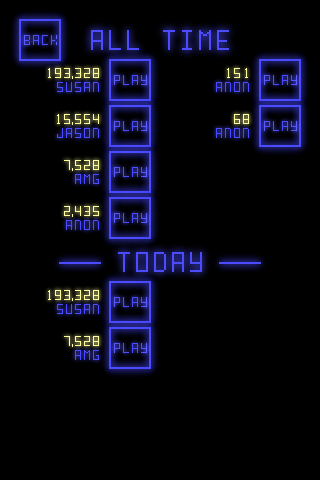 BACK
ALL TIME
193,328
SUSAN
PLAY
151
ANON
PLAY
15,554
JASON
PLAY
68
ANON
PLAY
7,528
AMG
PLAY
2,435
ANON
PLAY
TODAY
193,328
SUSAN
PLAY
7,528
AMG
PLAY